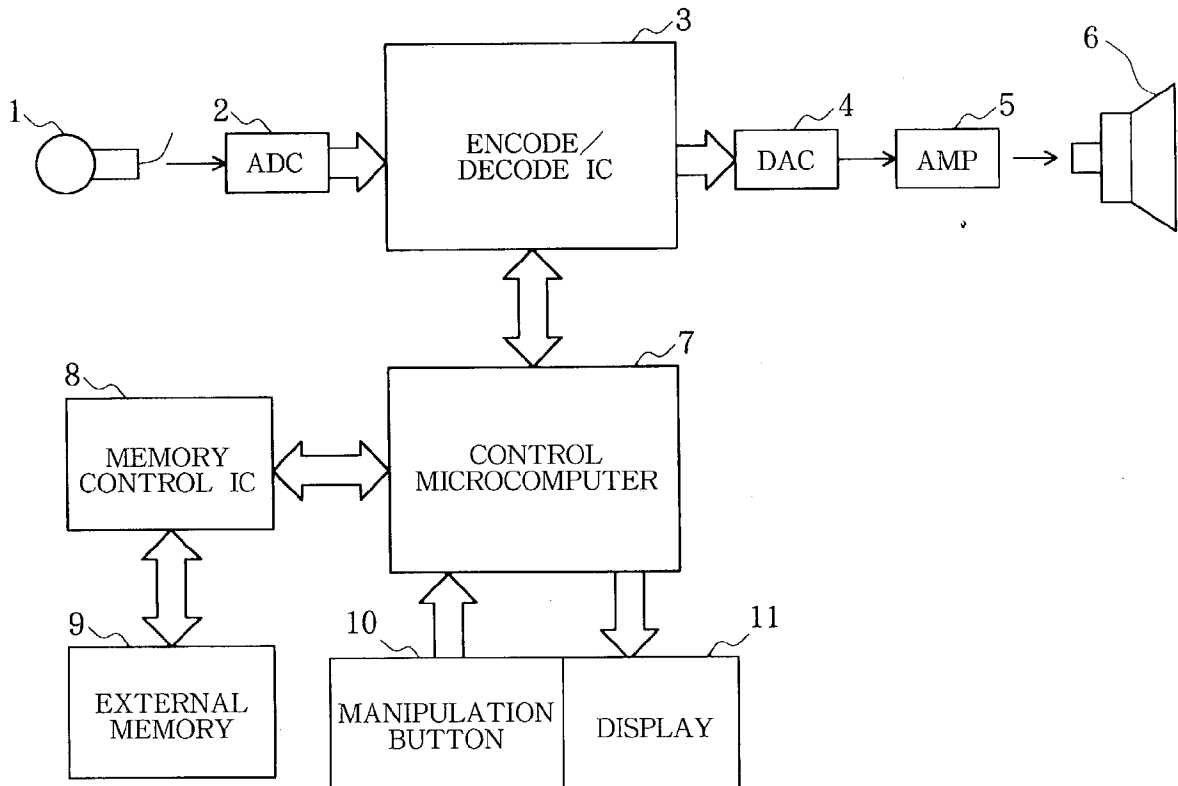 3
6
1
2
4
5
ADC
ENCODE/
DECODE IC
DAC
AMP
7
8
MEMORY
CONTROL IC
CONTROL
MICROCOMPUTER
9
10
11
EXTERNAL
MEMORY
MANIPULATION
BUTTON
DISPLAY